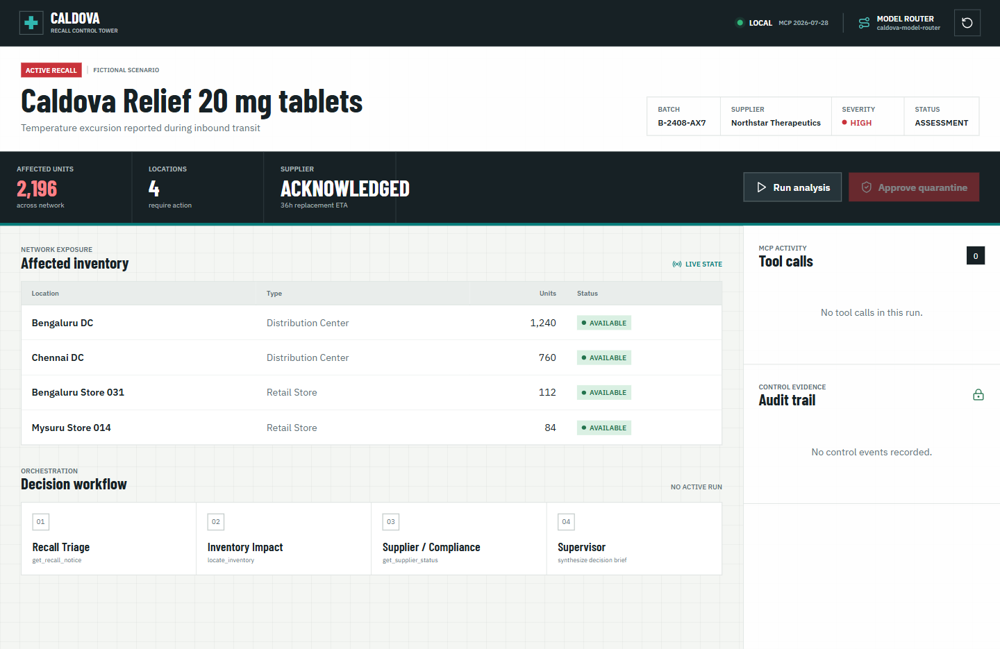 CALDOVA
RECALL CONTROL TOWER
LOCAL MCP 2026-07-28
MODEL ROUTER
caldova-model-router
ACTIVE RECALL FICTIONAL SCENARIO
Caldova Relief 20 mg tablets
Temperature excursion reported during inbound transit
BATCH SUPPLIER SEVERITY STATUS
B-2408-AX7 Northstar Therapeutics HIGH ASSESSMENT
AFFECTED UNITS LOCATIONS SUPPLIER
2,196 4 ACKNOWLEDGED
across network require action 36h replacement ETA
Run analysis Approve quarantine
NETWORK EXPOSURE
Affected inventory
LIVE STATE
Location Type Units Status
Bengaluru DC Distribution Center 1,240 AVAILABLE
Chennai DC Distribution Center 760 AVAILABLE
Bengaluru Store 031 Retail Store 112 AVAILABLE
Mysuru Store 014 Retail Store 84 AVAILABLE
ORCHESTRATION
Decision workflow
NO ACTIVE RUN
01 02 03 04
Recall Triage Inventory Impact Supplier / Compliance Supervisor
get_recall_notice locate_inventory get_supplier_status synthesize decision brief
MCP ACTIVITY
Tool calls
0
No tool calls in this run.
CONTROL EVIDENCE
Audit trail
No control events recorded.